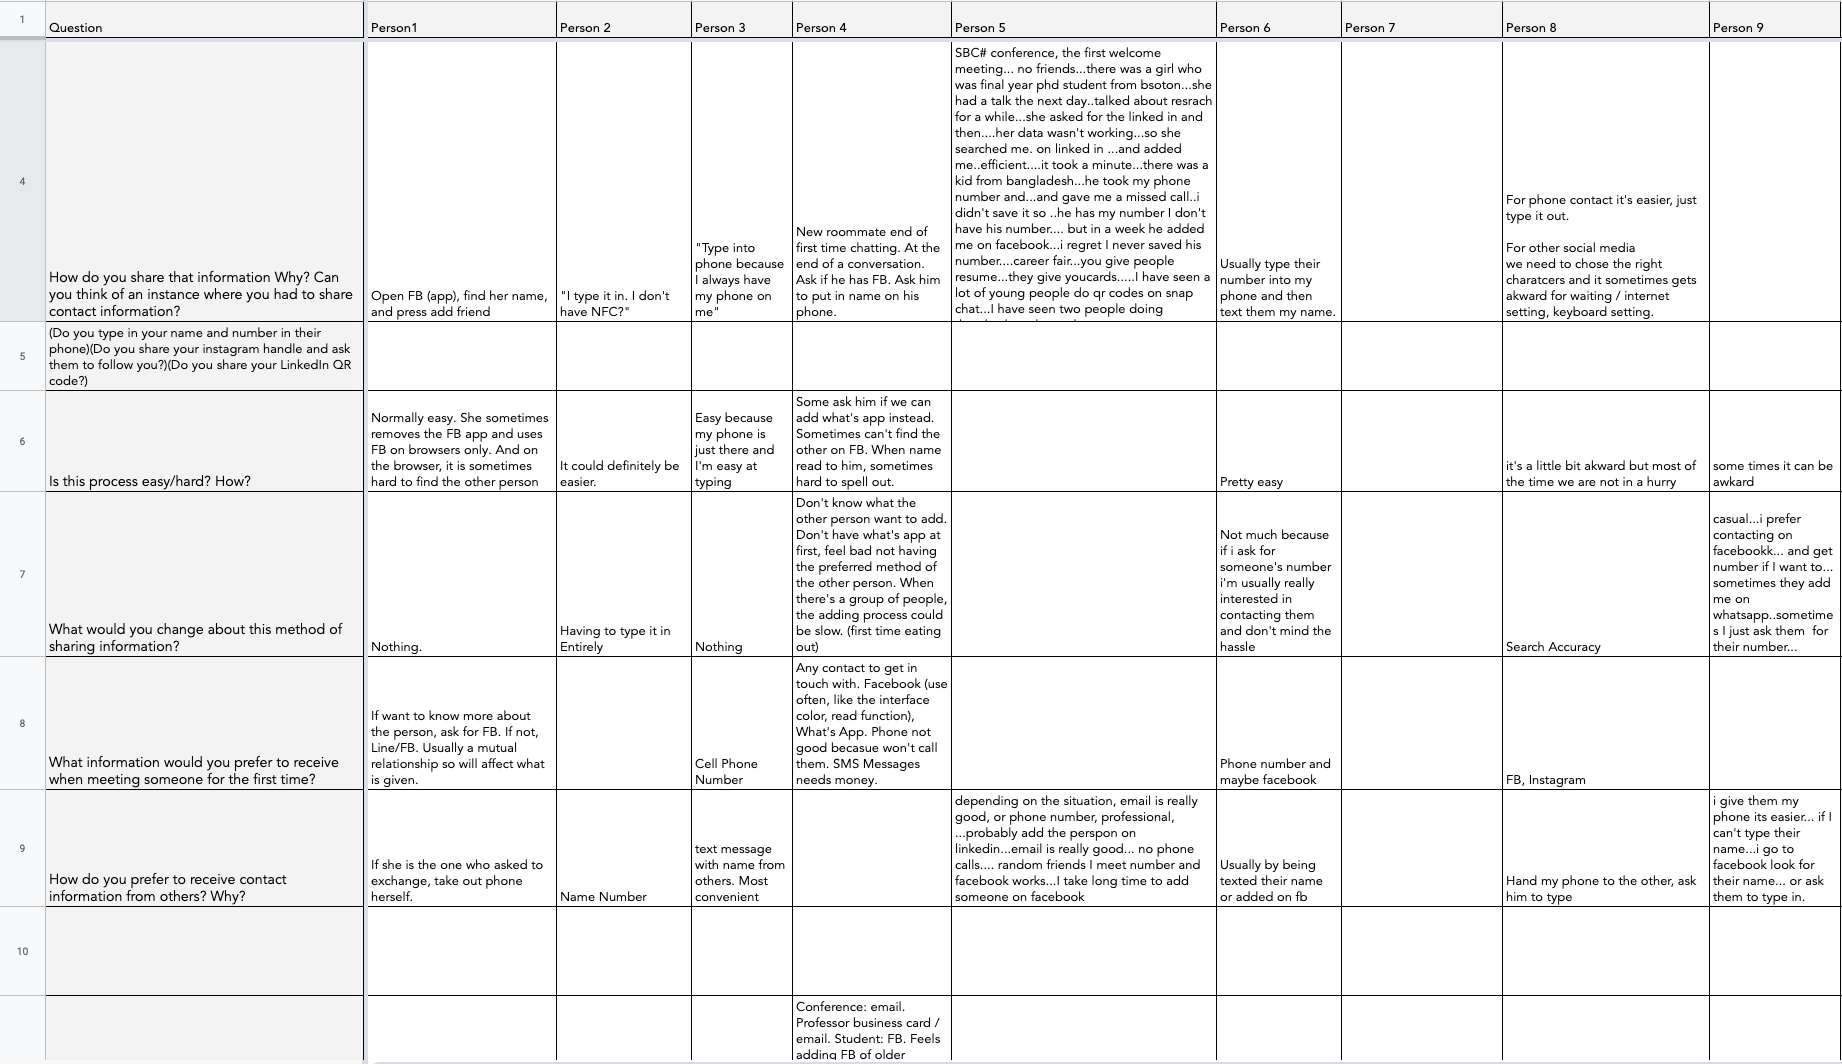 1
Question
Person1
Person 2
Person 3
Person 4
Person 5
Person 6
Person 7
Person 8
Person 9
4
How do you share that information Why? Can
you think of an instance where you had to share
contact information?
Open FB (app), find her name,
and press add friend
"I type it in. I don't
have NFC?"
"Type into
phone because
I always have
my phone on
me"
New roommate end of
first time chatting. At the
end of a conversation.
Ask if he has FB. Ask him
to put in name on his
phone.
SBC# conference, the first welcome
meeting... no friends...there was a girl who
was final year phd student from bsoton...she
had a talk the next day..talked about resrach
for a while...she asked for the linked in and
then....her data wasn't working...so she
searched me. on linked in ...and added
me..efficient....it took a minute...there was a
kid from bangladesh...he took my phone
number and...and gave me a missed call..i
didn't save it so ..he has my number I don't
have his number.... but in a week he added
me on facebook...i regret I never saved his
number....career fair...you give people
resume...they give youcards.....I have seen a
lot of young people do qr codes on snap
chat...I have seen two people doing
Usually type their
number into my
phone and then
text them my name.
For phone contact it's easier, just
type it out.
For other social media
we need to chose the right
charatcers and it sometimes gets
akward for waiting / internet
setting, keyboard setting.
5
(Do you type in your name and number in their
phone)(Do you share your instagram handle and ask
them to follow you?)(Do you share your LinkedIn QR
code?)
6
Is this process easy/hard? How?
Normally easy. She sometimes
removes the FB app and uses
FB on browsers only. And on
the browser, it is sometimes
hard to find the other person
It could definitely be
easier.
Easy because
my phone is
just there and
I'm easy at
typing
Some ask him if we can
add what's app instead.
Sometimes can't find the
other on FB. When name
read to him, sometimes
hard to spell out.
Pretty easy
it's a little bit akward but most of
the time we are not in a hurry
some times it can be
awkard
7
What would you change about this method of
sharing information?
Nothing.
Having to type it in
Entirely
Nothing
Don't know what the
other person want to add.
Don't have what's app at
first, feel bad not having
the preferred method of
the other person. When
there's a group of people,
the adding process could
be slow. (first time eating
out)
Not much because
if i ask for
someone's number
i'm usually really
interested in
contacting them
and don't mind the
hassle
Search Accuracy
casual...i prefer
contacting on
facebookk... and get
number if I want to...
sometimes they add
me on
whatsapp..sometime
s I just ask them  for
their number...
8
What information would you prefer to receive
when meeting someone for the first time?
If want to know more about
the person, ask for FB. If not,
Line/FB. Usually a mutual
relationship so will affect what
is given.
Cell Phone
Number
Any contact to get in
touch with. Facebook (use
often, like the interface
color, read function),
What's App. Phone not
good becasue won't call
them. SMS Messages
needs money.
Phone number and
maybe facebook
FB, Instagram
9
How do you prefer to receive contact
information from others? Why?
If she is the one who asked to
exchange, take out phone
herself.
Name Number
text message
with name from
others. Most
convenient
depending on the situation, email is really
good, or phone number, professional,
...probably add the perspon on
linkedin...email is really good... no phone
calls.... random friends I meet number and
facebook works...I take long time to add
someone on facebook
Usually by being
texted their name
or added on fb
Hand my phone to the other, ask
him to type
i give them my
phone its easier... if I
can't type their
name...i go to
facebook look for
their name... or ask
them to type in.
10
Conference: email.
Professor business card /
email. Student: FB. Feels
adding FB of older